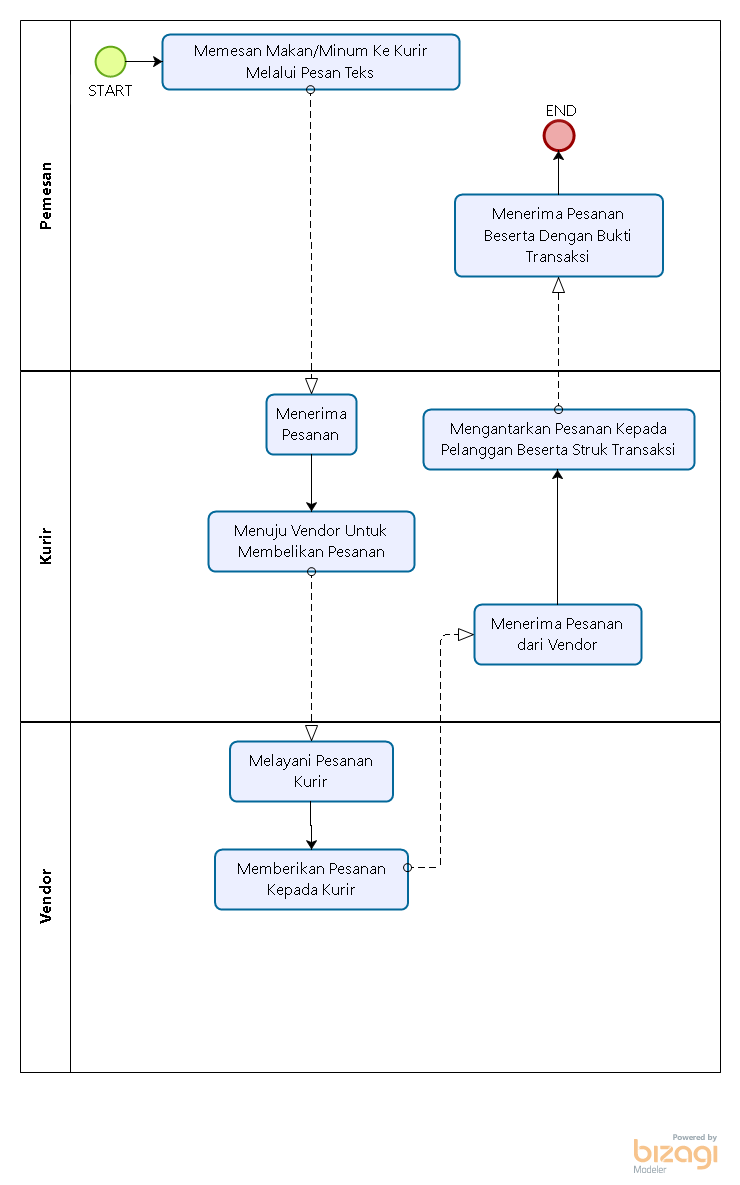 Pemesan
START
Memesan Makan/Minum Ke Kurir
Melalui Pesan Teks
END
Menerima Pesanan
Beserta Dengan Bukti
Transaksi
Kurir
Menerima
Pesanan
Mengantarkan Pesanan Kepada
Pelanggan Beserta Struk Transaksi
Menuju Vendor Untuk
Membelikan Pesanan
Menerima Pesanan
dari Vendor
Vendor
Melayani Pesanan
Kurir
Memberikan Pesanan
Kepada Kurir
Powered by
bizagi
Modeler